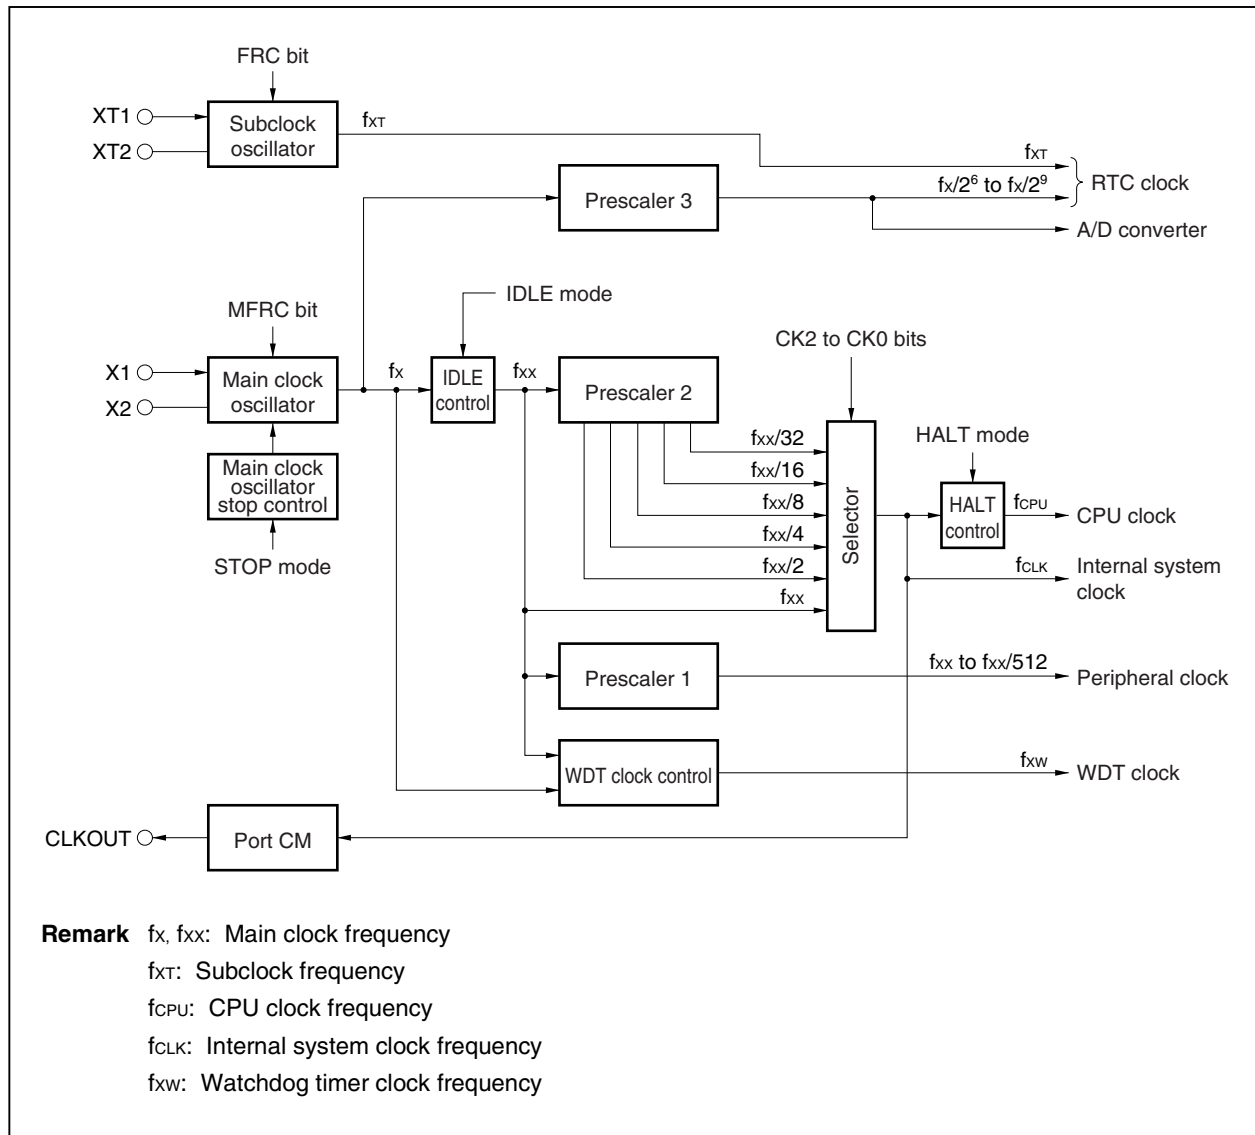 FRC bit
XT1
XT2
Subclock
oscillator
fXT
fXT
fX/2⁶ to fX/2⁹
RTC clock
Prescaler 3
A/D converter
IDLE mode
MFRC bit
CK2 to CK0 bits
X1
X2
Main clock
oscillator
fX
IDLE
control
fXX
Prescaler 2
HALT mode
Main clock
oscillator
stop control
STOP mode
fXX/32
fXX/16
fXX/8
fXX/4
fXX/2
fXX
Selector
HALT
control
fCPU
CPU clock
fCLK
Internal system
clock
Prescaler 1
fXX to fXX/512
Peripheral clock
WDT clock control
fXW
WDT clock
CLKOUT
Port CM
Remark fX, fXX: Main clock frequency
fXT: Subclock frequency
fCPU: CPU clock frequency
fCLK: Internal system clock frequency
fXW: Watchdog timer clock frequency